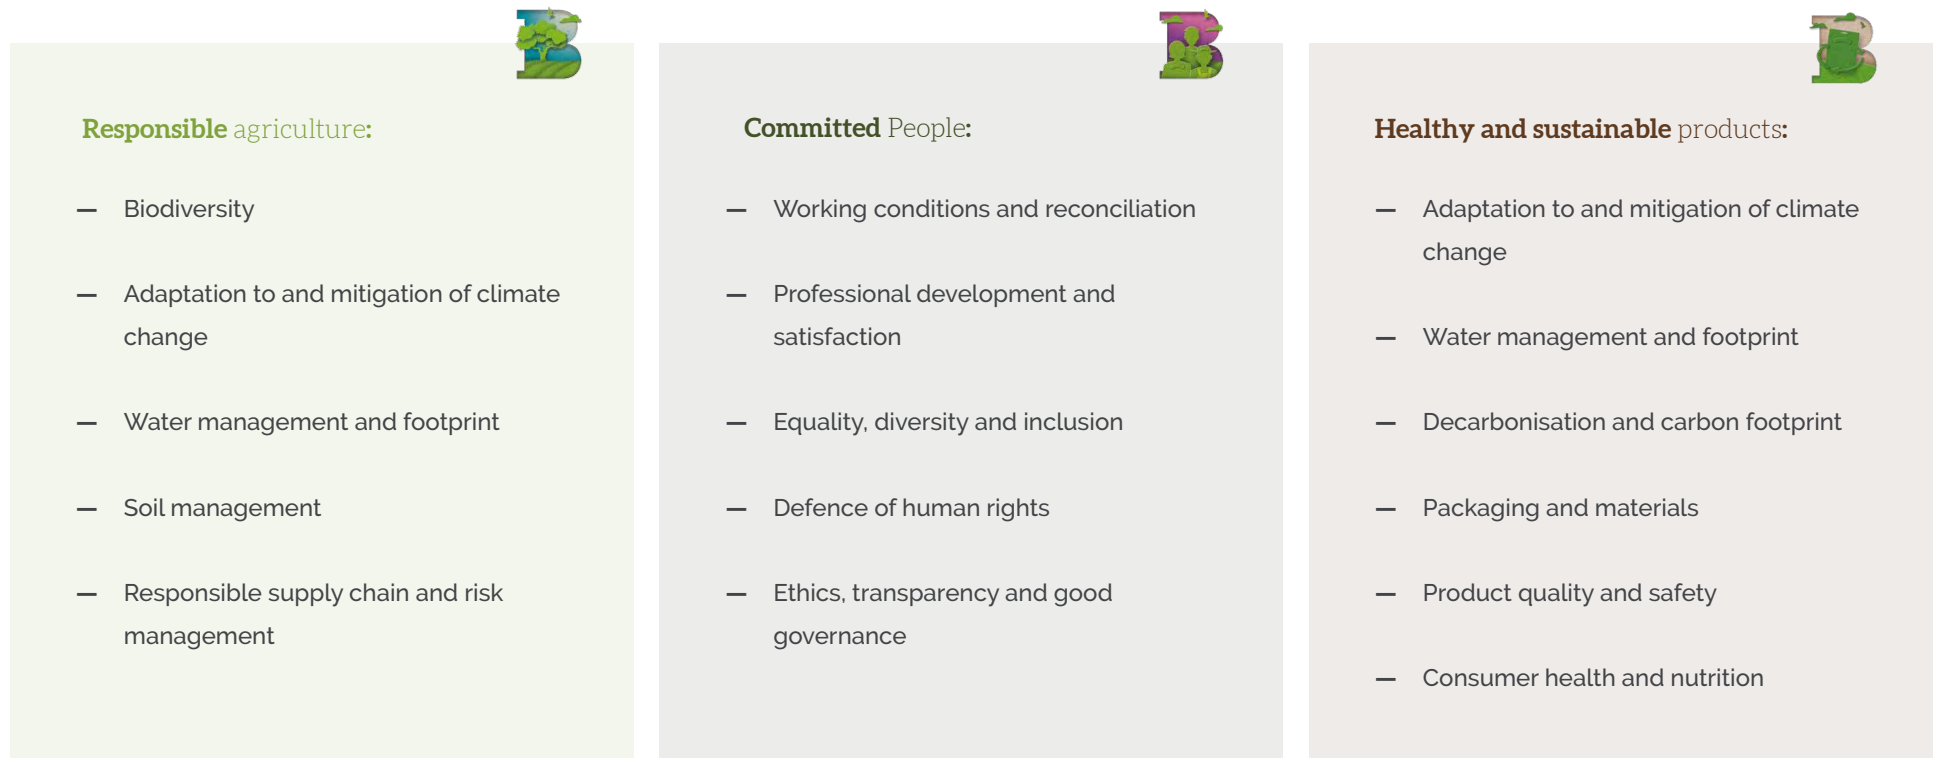 Responsible agriculture:
— Biodiversity
— Adaptation to and mitigation of climate
change
— Water management and footprint
— Soil management
— Responsible supply chain and risk
management
Committed People:
— Working conditions and reconciliation
— Professional development and
satisfaction
— Equality, diversity and inclusion
— Defence of human rights
— Ethics, transparency and good
governance
Healthy and sustainable products:
— Adaptation to and mitigation of climate
change
— Water management and footprint
— Decarbonisation and carbon footprint
— Packaging and materials
— Product quality and safety
— Consumer health and nutrition